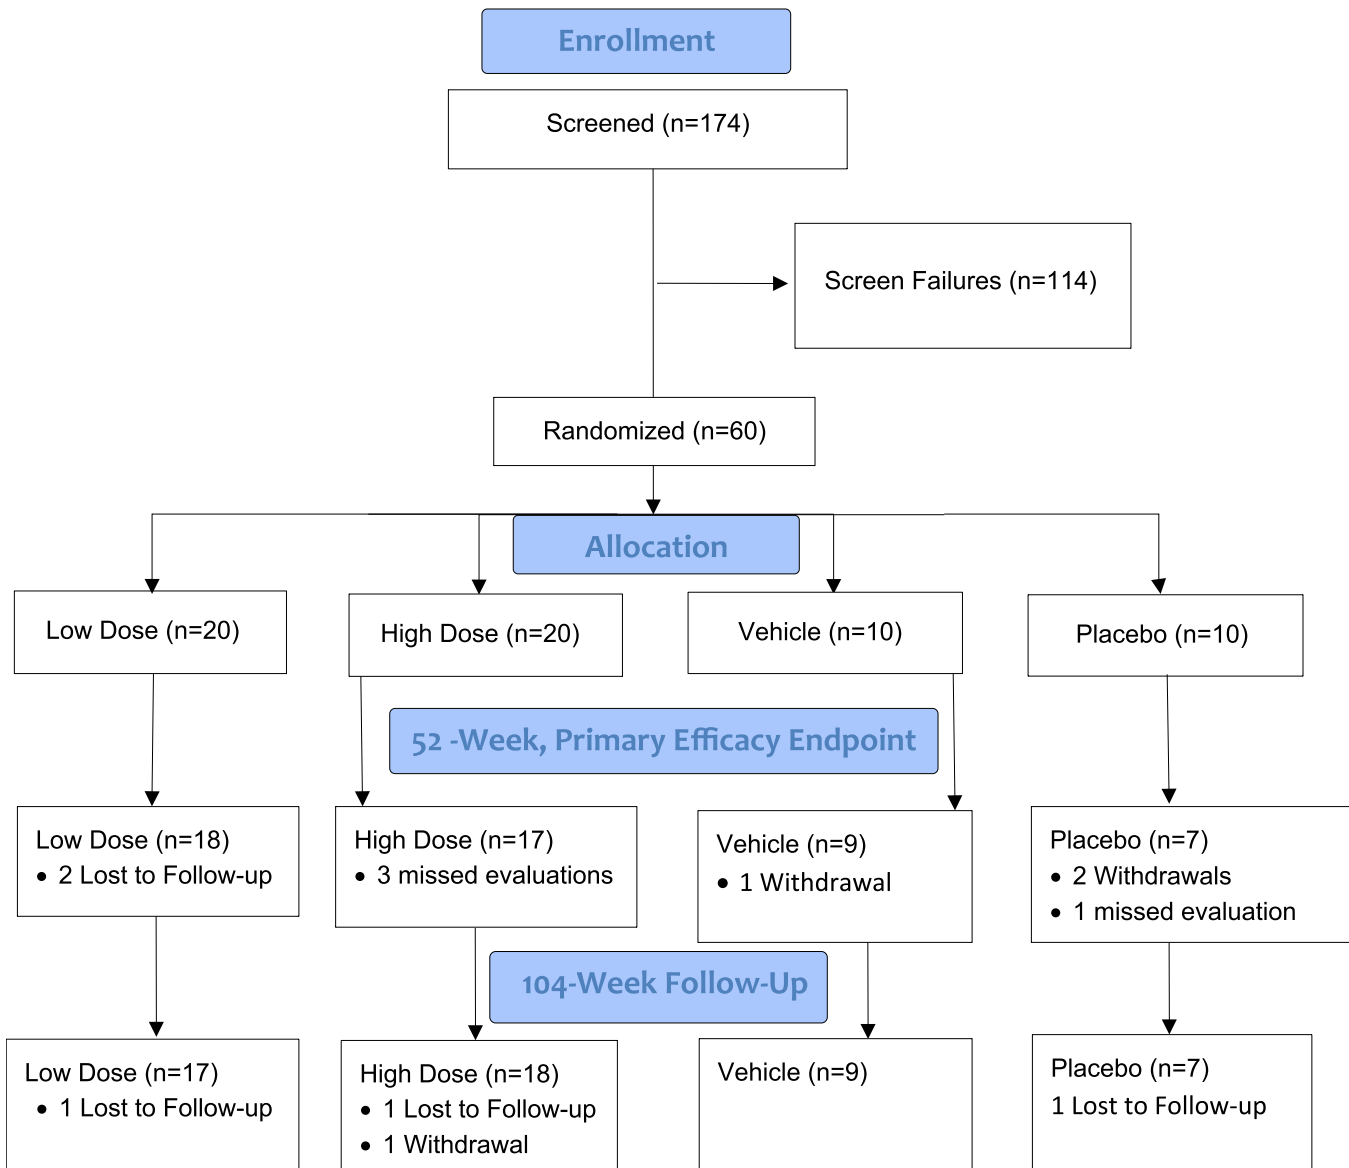 Enrollment
Screened (n=174)
Screen Failures (n=114)
Randomized (n=60)
Allocation
Low Dose (n=20)
High Dose (n=20)
Vehicle (n=10)
Placebo (n=10)
52 -Week, Primary Efficacy Endpoint
Low Dose (n=18)
• 2 Lost to Follow-up
High Dose (n=17)
• 3 missed evaluations
Vehicle (n=9)
• 1 Withdrawal
Placebo (n=7)
• 2 Withdrawals
• 1 missed evaluation
104-Week Follow-Up
Low Dose (n=17)
• 1 Lost to Follow-up
High Dose (n=18)
• 1 Lost to Follow-up
• 1 Withdrawal
Vehicle (n=9)
Placebo (n=7)
1 Lost to Follow-up